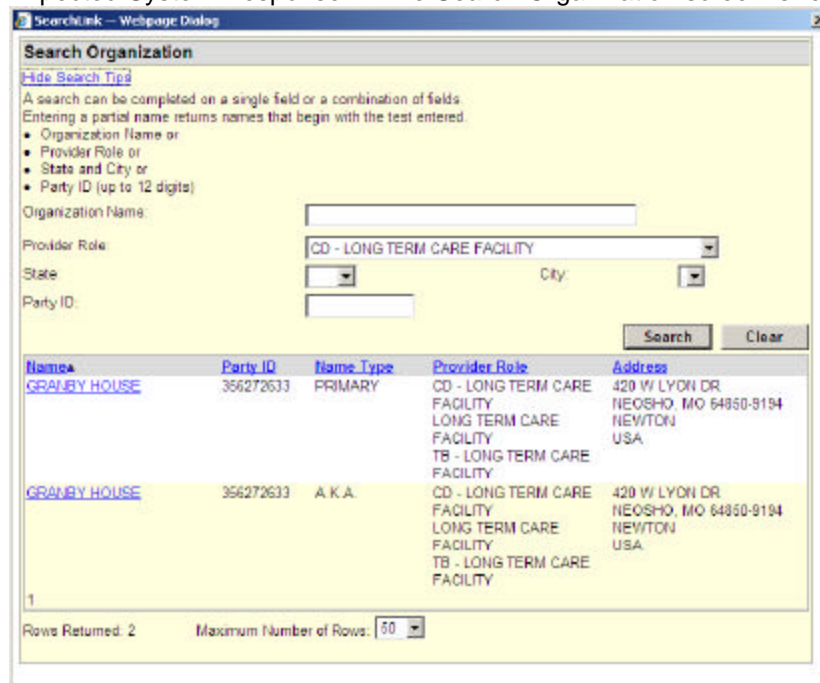 SearchLink -- Webpage Dialog
Search Organization
Hide Search Tips
A search can be completed on a single field or a combination of fields.
Entering a partial name returns names that begin with the test entered.
• Organization Name or
• Provider Role or
• State and City or
• Party ID (up to 12 digits)
Organization Name:
Provider Role: CD - LONG TERM CARE FACILITY
State City:
Party ID:
Search Clear
Name Party ID Name Type Provider Role Address
GRANBY HOUSE 356272633 PRIMARY CD - LONG TERM CARE 420 W LYON DR
FACILITY NEOSHO, MO 64850-9194
LONG TERM CARE NEWTON
FACILITY USA
TB - LONG TERM CARE
FACILITY
GRANBY HOUSE 356272633 A.K.A. CD - LONG TERM CARE 420 W LYON DR
FACILITY NEOSHO, MO 64850-9194
LONG TERM CARE NEWTON
FACILITY USA
TB - LONG TERM CARE
FACILITY
1
Rows Returned: 2 Maximum Number of Rows: 50